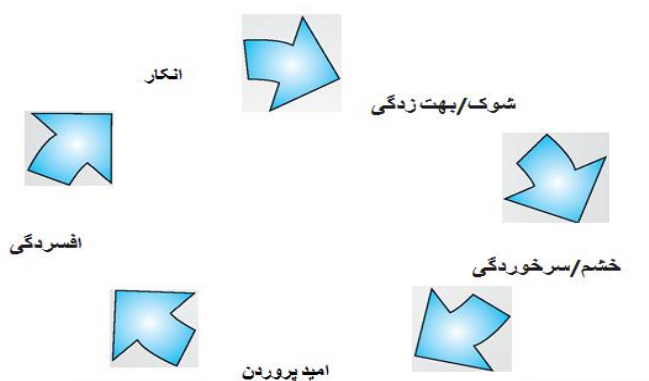 انکار
شوک/بهت زدگی
خشم/سرخوردگی
امید پروردن
افسردگی